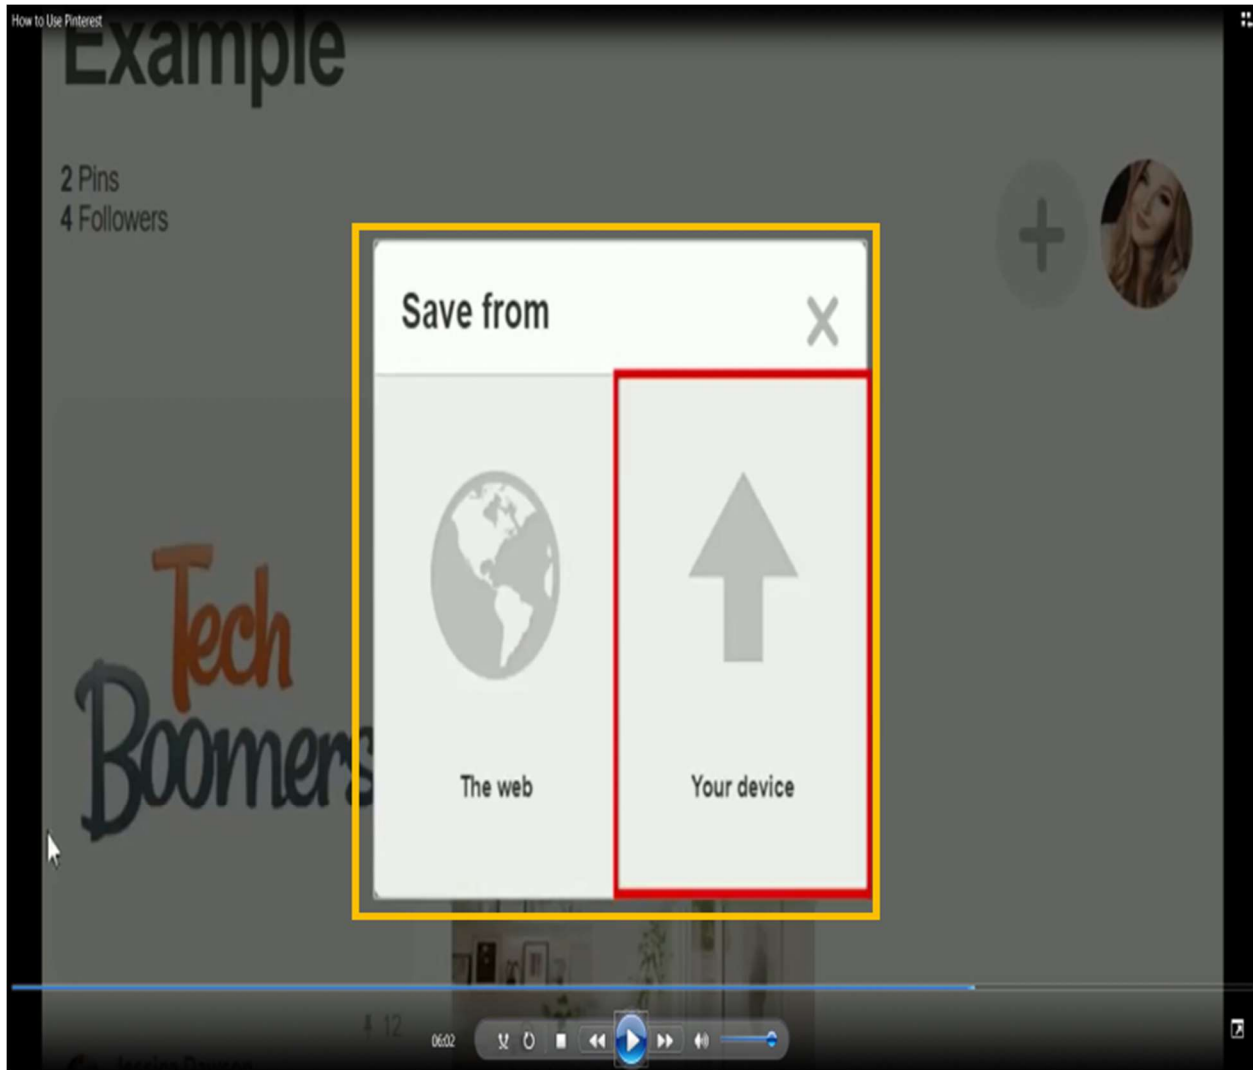 How to Use Pinterest
Example
2 Pins
4 Followers
Save from
X
Tech
Boomers
The web
Your device
12
06:02